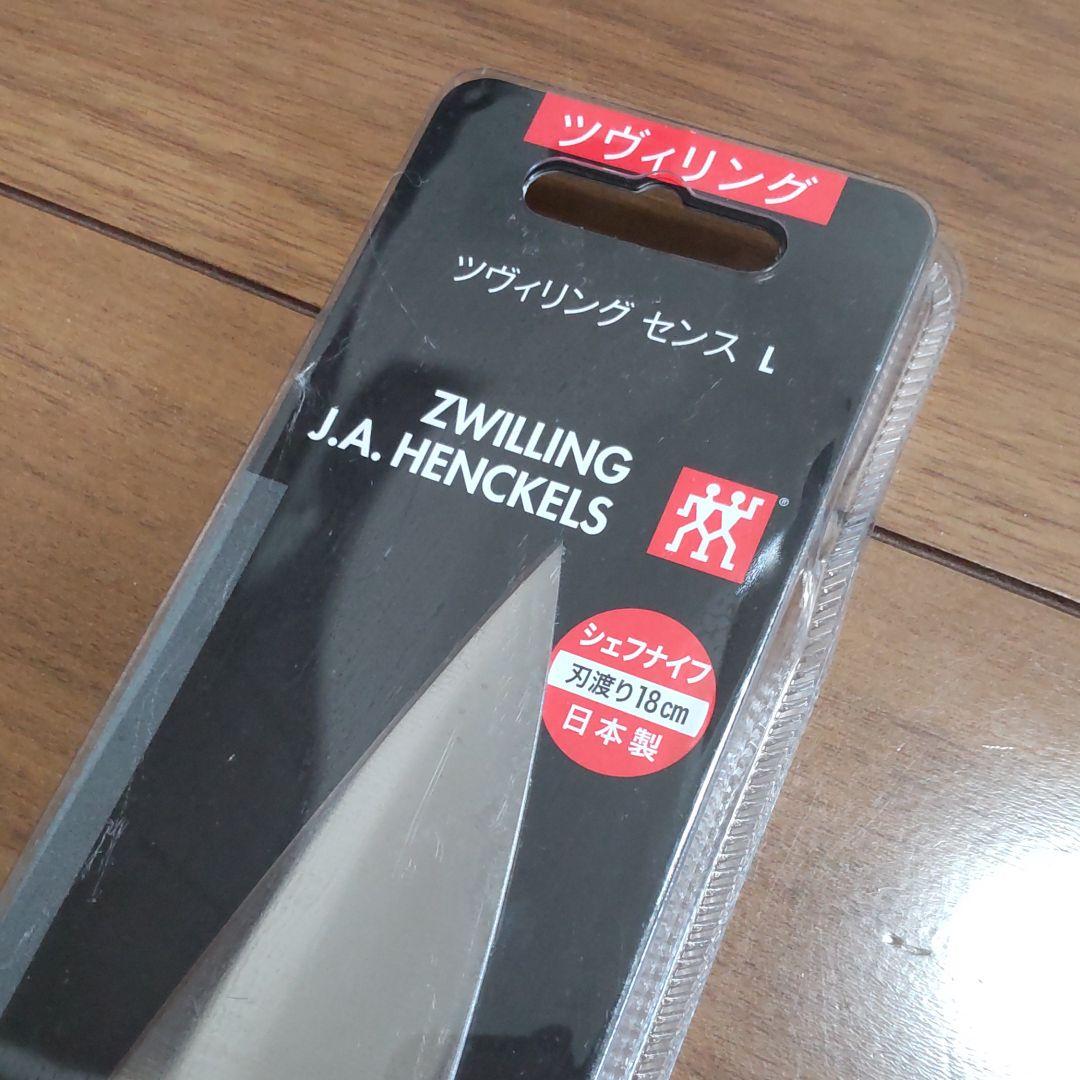 ツヴィリング
ツヴィリング センス L
ZWILLING
J.A. HENCKELS
®
シェフナイフ
刃渡り18cm
日本製